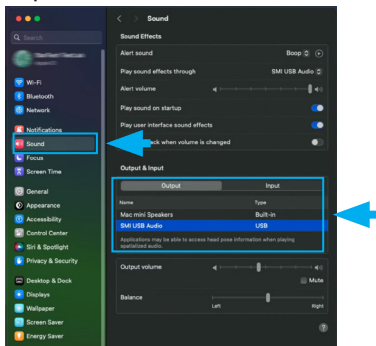 Sound
Search
Wi-Fi
Bluetooth
Network
Notifications
Sound
Focus
Screen Time
General
Appearance
Accessibility
Control Center
Siri & Spotlight
Privacy & Security
Desktop & Dock
Displays
Wallpaper
Screen Saver
Energy Saver
Sound Effects
Alert sound Boop
Play sound effects through SMI USB Audio
Alert volume
Play sound on startup
Play user interface sound effects
when volume is changed
Output & Input
Output Input
Name Type
Mac mini Speakers Built-in
SMI USB Audio USB
Applications may be able to access head pose information when playing
spatialized audio.
Output volume
Mute
Balance
Left Right
?